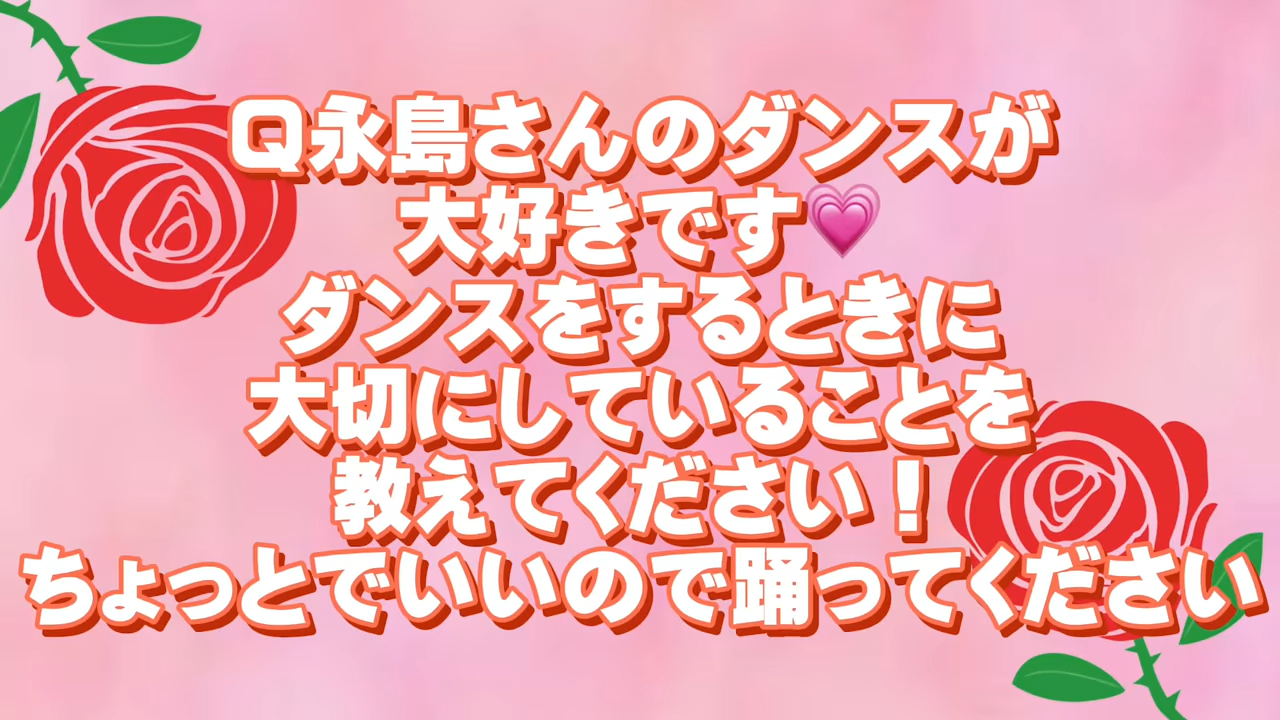 Q永島さんのダンスが
大好きです💗
ダンスをするときに
大切にしていることを
教えてください！
ちょっとでいいので踊ってください